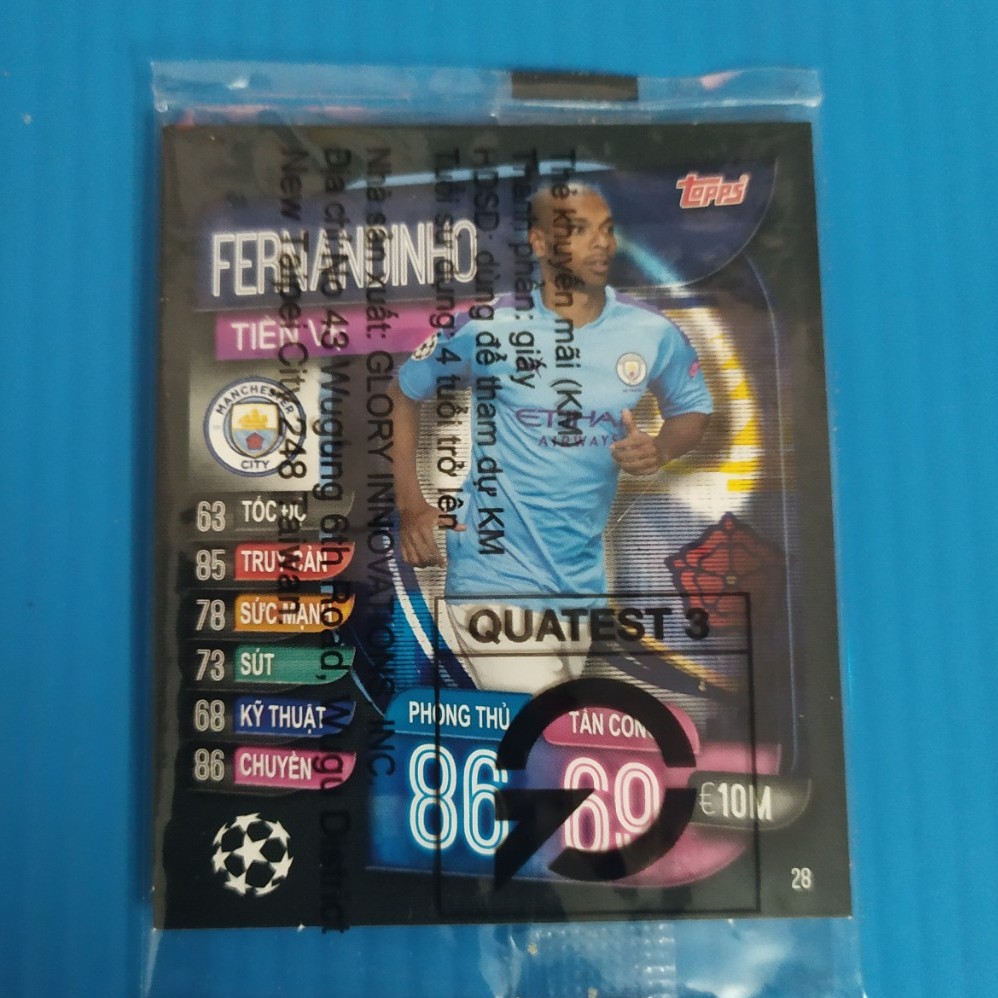 topps
FERNANDINHO
TIỀN VỆ
MANCHESTER
CITY
ETIHAD
AIRWAYS
63 TỐC ĐỘ
85 TRUY CẢN
78 SỨC MẠNH
73 SÚT
68 KỸ THUẬT
86 CHUYỀN
PHÒNG THỦ
86
TẤN CÔNG
69
€10M
28
Thẻ khuyến mãi (KM)
Thành phần: giấy
HDSD: dùng để tham dự KM
Tuổi sử dụng: 4 tuổi trở lên
Nhà sản xuất: GLORY INNOVATIONS, INC
Địa chỉ: No 43 Wugtung 6th Road, Wugu District
New Taipei City 248 Taiwan
QUATEST 3